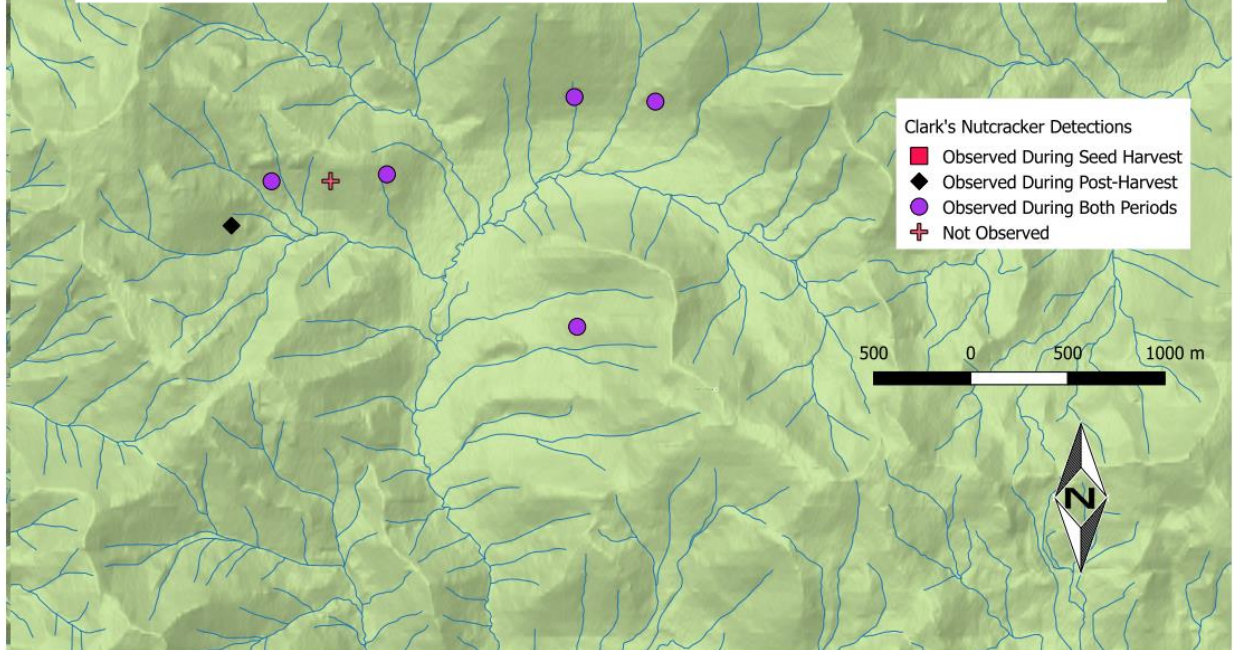 Clark's Nutcracker Detections
Observed During Seed Harvest
Observed During Post-Harvest
Observed During Both Periods
Not Observed
500 0 500 1000 m
N